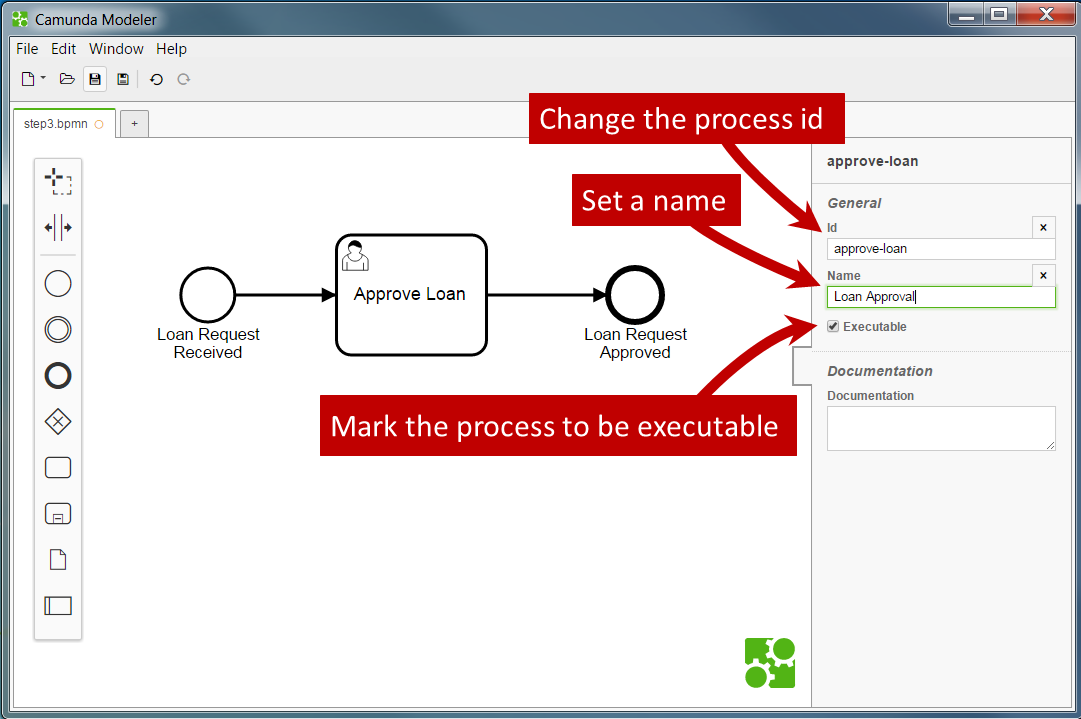 Camunda Modeler
File Edit Window Help
step3.bpmn
+
Change the process id
approve-loan
Set a name
General
Id
x
approve-loan
Name
x
Loan Approval
Executable
Approve Loan
Loan Request
Received
Loan Request
Approved
Documentation
Documentation
Mark the process to be executable